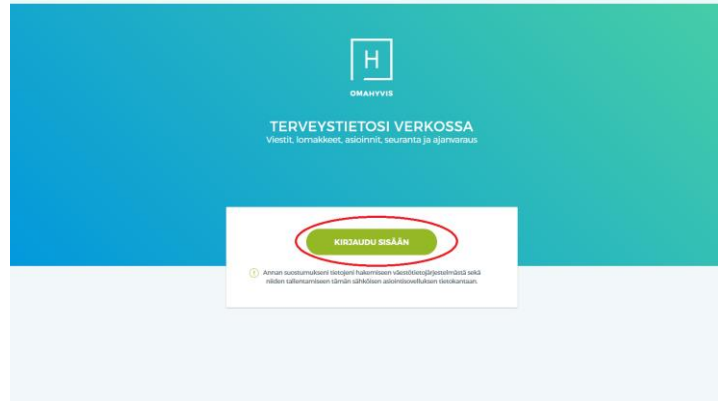 H
OMAHYVIS
TERVEYSTIETOSI VERKOSSA
Viestit, lomakkeet, asioinnit, seuranta ja ajanvaraus
KIRJAUDU SISÄÄN
Annan suostumukseni tietojeni hakemiseen väestötietojärjestelmästä sekä
niiden tallentamiseen tämän sähköisen asiointisovelluksen tietokantaan.